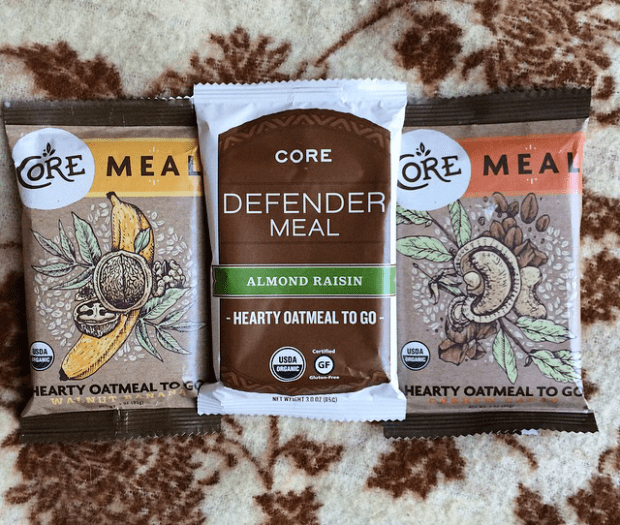 CORE MEAL
USDA
ORGANIC
HEARTY OATMEAL TO GO
WALNUT
CORE
DEFENDER
MEAL
ALMOND RAISIN
- HEARTY OATMEAL TO GO -
USDA
ORGANIC
Certified
GF
Gluten-Free
NET WEIGHT 3.0 OZ (85G)
CORE MEAL
USDA
ORGANIC
HEARTY OATMEAL TO GO